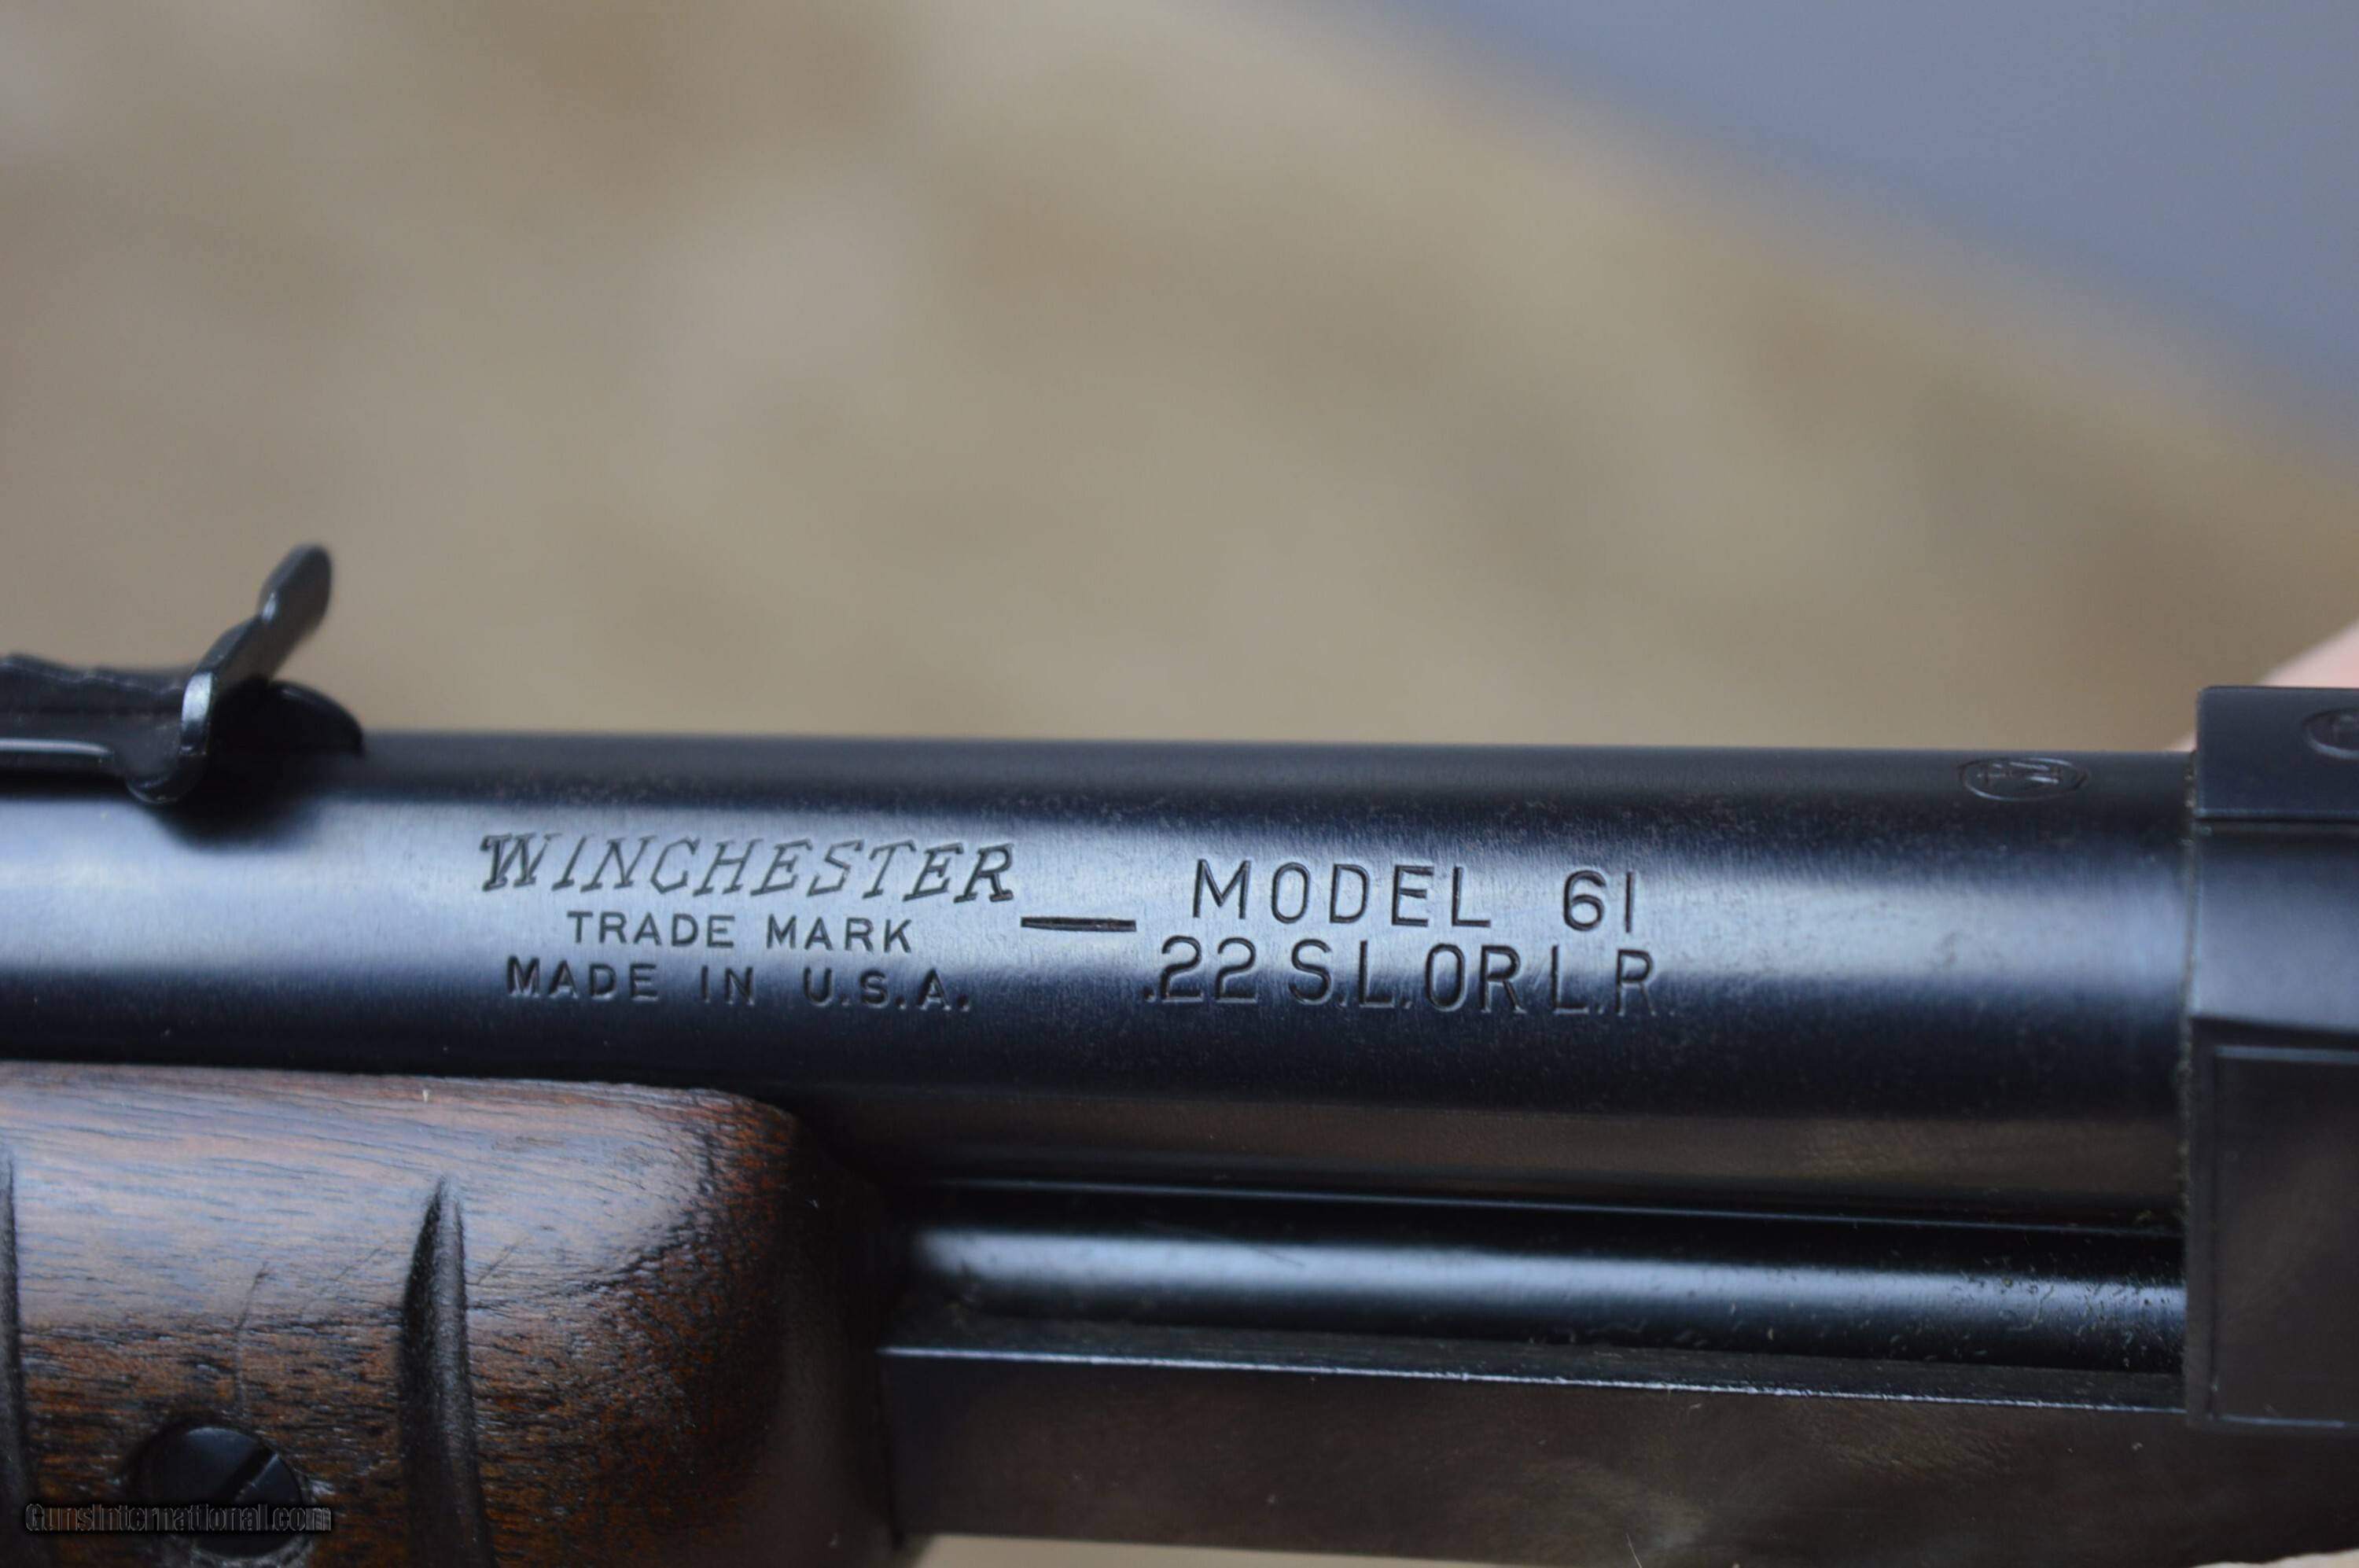 WINCHESTER
TRADE MARK
MADE IN U.S.A.
—
MODEL 61
.22 S.L.OR L.R.
GunsInternational.com